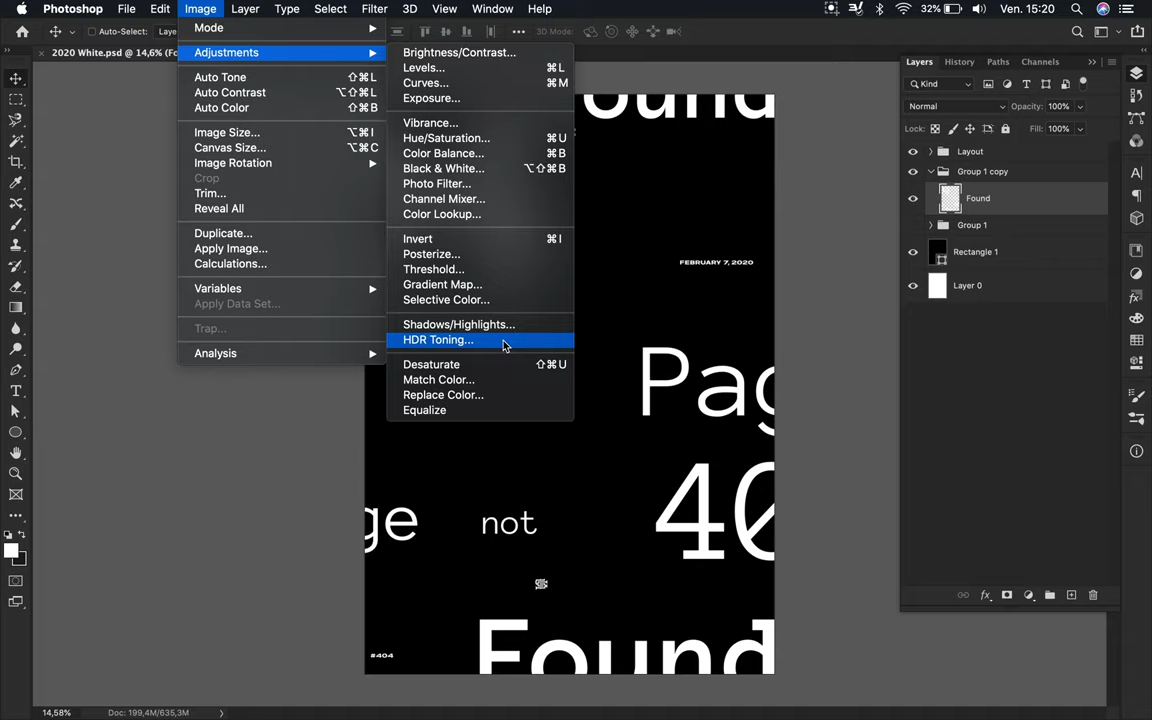 Photoshop File Edit Image Layer Type Select Filter 3D View Window Help 32% Ven. 15:20
Auto-Select: Laye 3D Mode:
2020 White.psd @ 14,6% (Fo
Mode
Adjustments
Auto Tone ⇧⌘L
Auto Contrast ⌥⇧⌘L
Auto Color ⇧⌘B
Image Size... ⌥⌘I
Canvas Size... ⌥⌘C
Image Rotation
Crop
Trim...
Reveal All
Duplicate...
Apply Image...
Calculations...
Variables
Apply Data Set...
Trap...
Analysis
Brightness/Contrast...
Levels... ⌘L
Curves... ⌘M
Exposure...
Vibrance...
Hue/Saturation... ⌘U
Color Balance... ⌘B
Black & White... ⌥⇧⌘B
Photo Filter...
Channel Mixer...
Color Lookup...
Invert ⌘I
Posterize...
Threshold...
Gradient Map...
Selective Color...
Shadows/Highlights...
HDR Toning...
Desaturate ⇧⌘U
Match Color...
Replace Color...
Equalize
Found
FEBRUARY 7, 2020
Pag
40
ge not
Found
#404
Layers History Paths Channels
Kind
Normal Opacity: 100%
Lock: Fill: 100%
Layout
Group 1 copy
Found
Group 1
Rectangle 1
Layer 0
14,58% Doc: 199,4M/635,3M